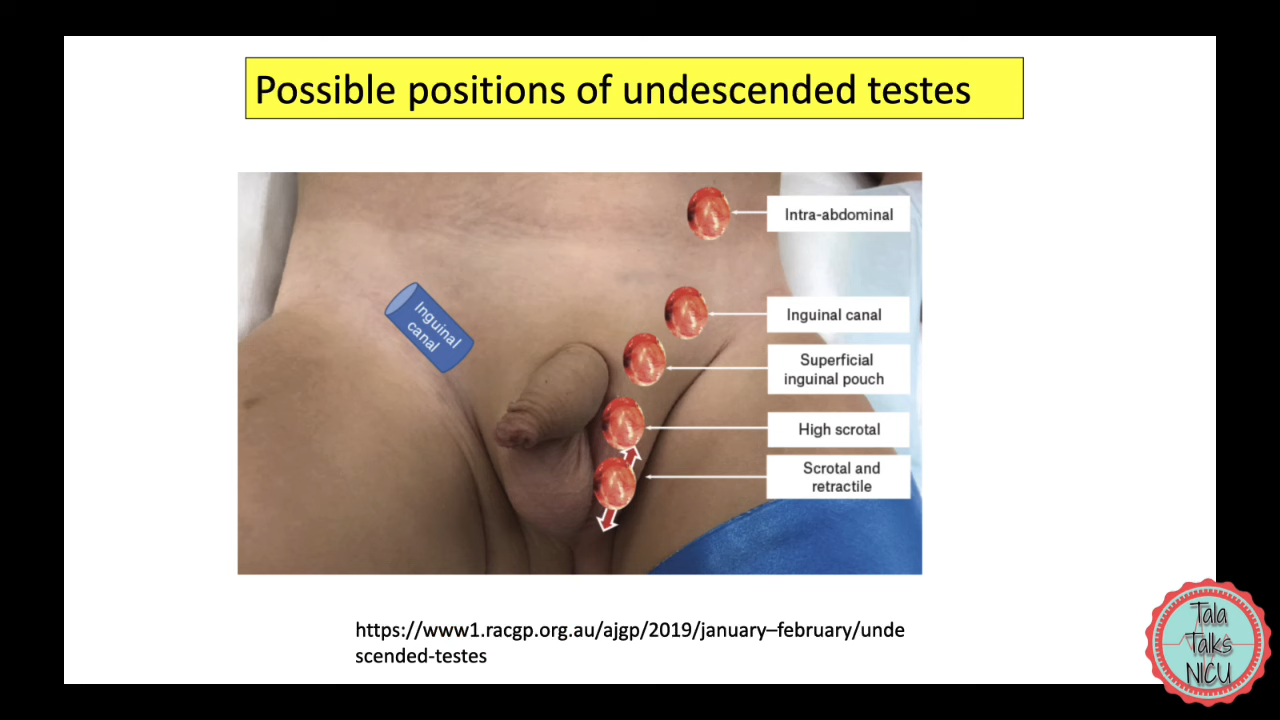 Possible positions of undescended testes
Intra-abdominal
Inguinal
canal
Inguinal canal
Superficial
inguinal pouch
High scrotal
Scrotal and
retractile
https://www1.racgp.org.au/ajgp/2019/january–february/unde
scended-testes
Tala
Talks
NICU